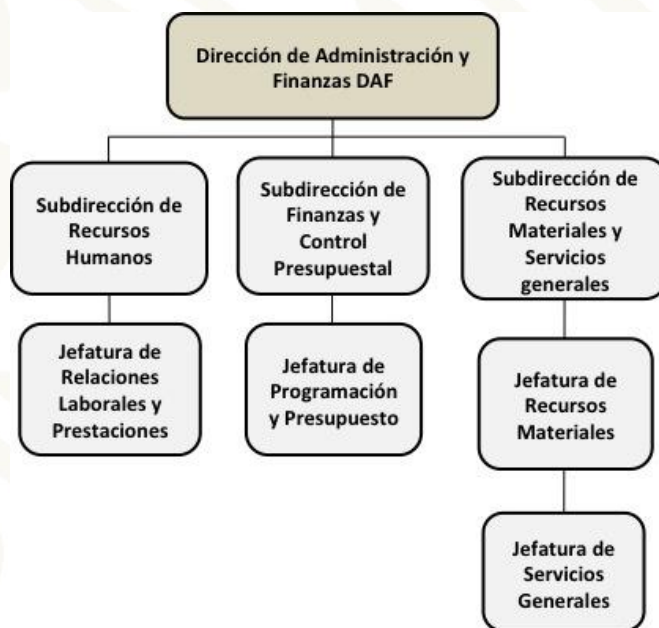 Dirección de Administración y
Finanzas DAF
Subdirección de
Recursos
Humanos
Subdirección de
Finanzas y
Control
Presupuestal
Subdirección de
Recursos
Materiales y
Servicios
generales
Jefatura de
Relaciones
Laborales y
Prestaciones
Jefatura de
Programación
y Presupuesto
Jefatura de
Recursos
Materiales
Jefatura de
Servicios
Generales